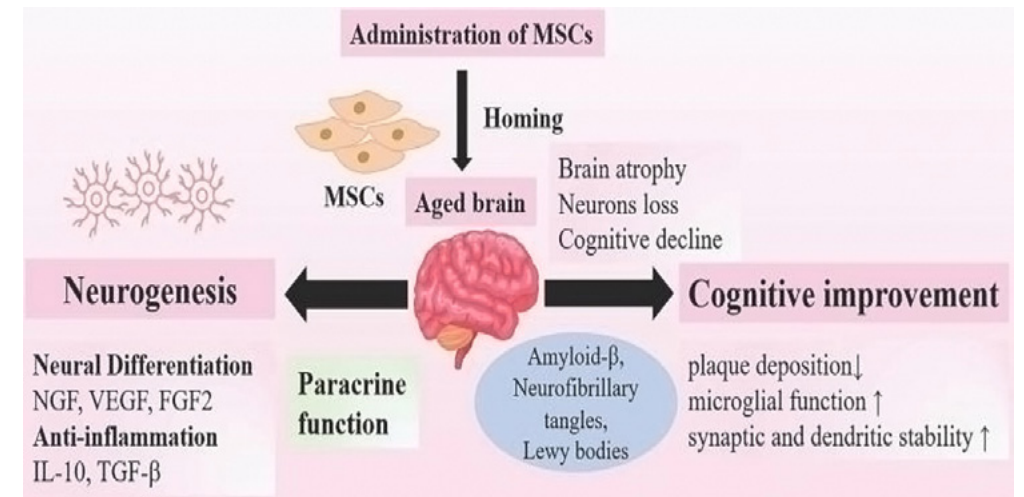 Administration of MSCs
Homing
MSCs
Aged brain
Brain atrophy
Neurons loss
Cognitive decline
Neurogenesis
Cognitive improvement
Neural Differentiation
NGF, VEGF, FGF2
Anti-inflammation
IL-10, TGF-β
Paracrine
function
Amyloid-β,
Neurofibrillary
tangles,
Lewy bodies
plaque deposition↓
microglial function ↑
synaptic and dendritic stability ↑